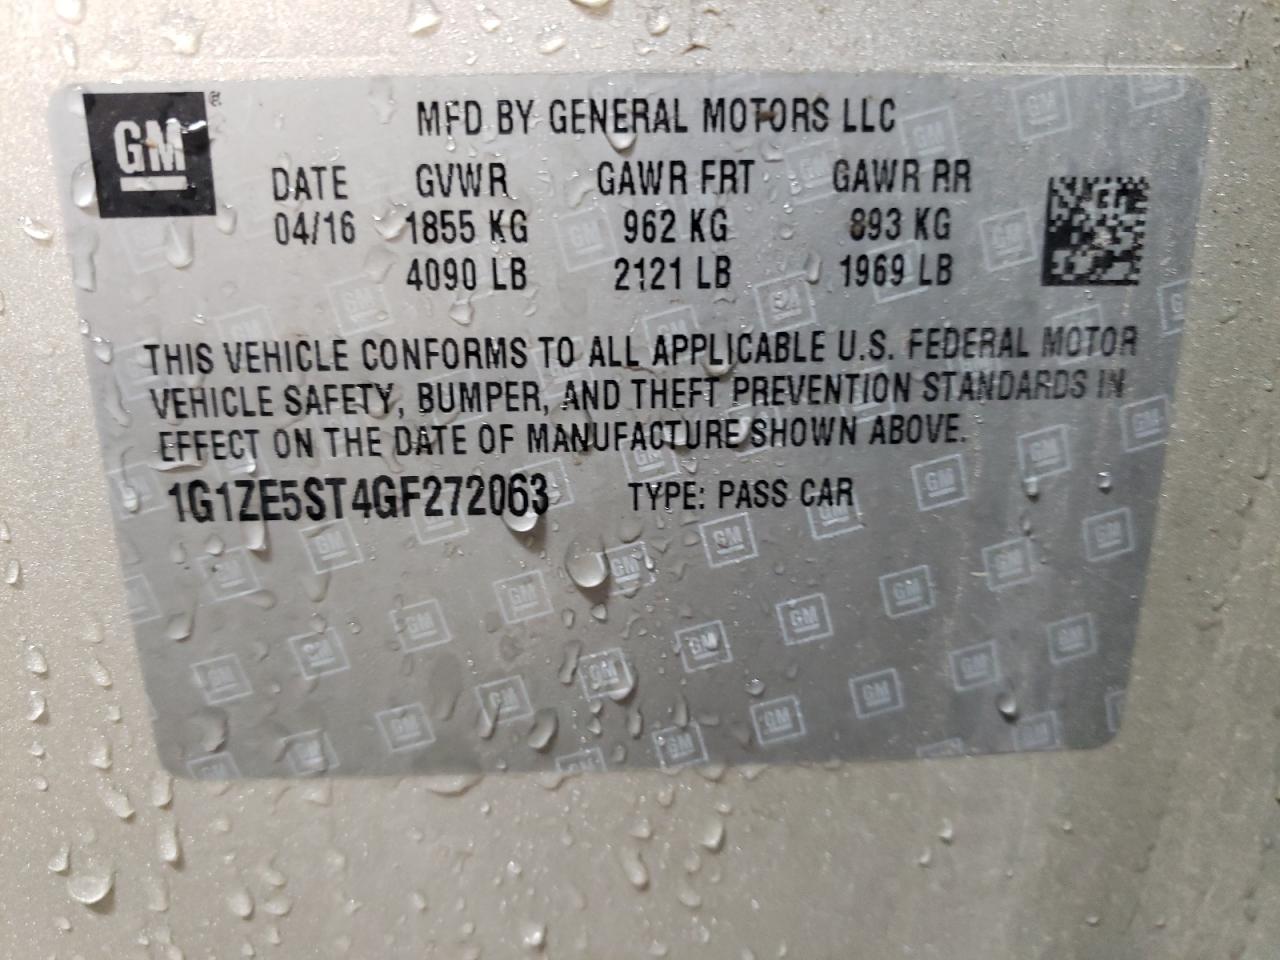 GM®
MFD BY GENERAL MOTORS LLC
DATE GVWR GAWR FRT GAWR RR
04/16 1855 KG 962 KG 893 KG
4090 LB 2121 LB 1969 LB
THIS VEHICLE CONFORMS TO ALL APPLICABLE U.S. FEDERAL MOTOR
VEHICLE SAFETY, BUMPER, AND THEFT PREVENTION STANDARDS IN
EFFECT ON THE DATE OF MANUFACTURE SHOWN ABOVE.
1G1ZE5ST4GF272063 TYPE: PASS CAR